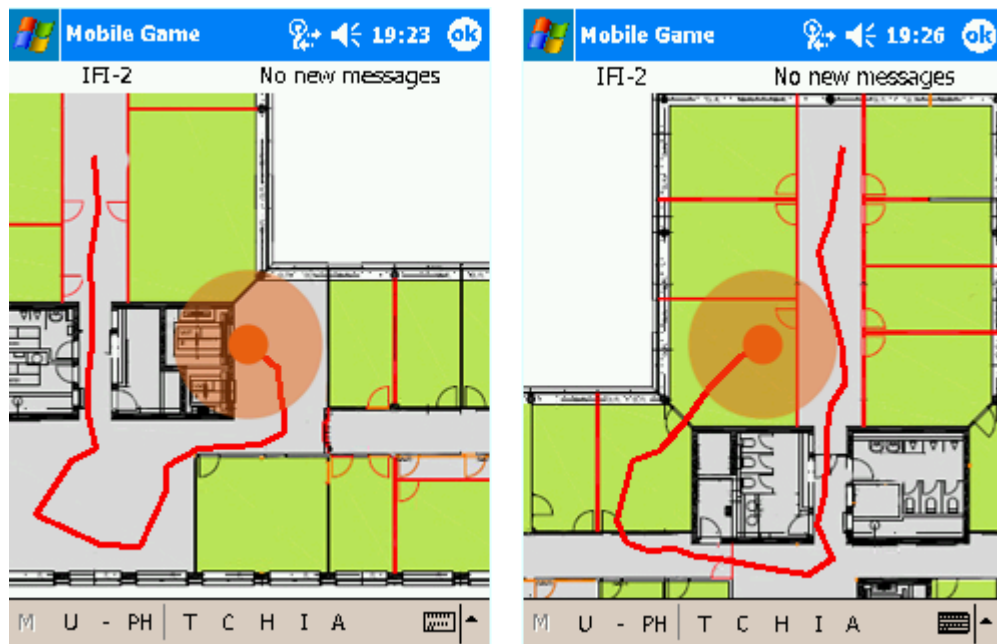 Mobile Game 19:23 ok
IFI-2 No new messages
M U - PH T C H I A
Mobile Game 19:26 ok
IFI-2 No new messages
M U - PH T C H I A